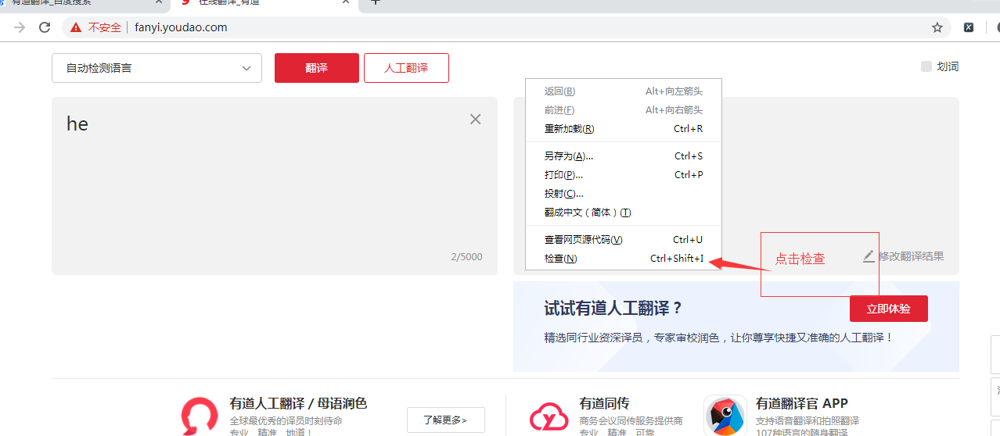 有道翻译_百度搜索
在线翻译_有道
不安全 fanyi.youdao.com
自动检测语言
翻译
人工翻译
划词
he
2/5000
返回(B) Alt+向左箭头
前进(F) Alt+向右箭头
重新加载(R) Ctrl+R
另存为(A)... Ctrl+S
打印(P)... Ctrl+P
投射(C)...
翻成中文（简体）(T)
查看网页源代码(V) Ctrl+U
检查(N) Ctrl+Shift+I
点击检查
修改翻译结果
试试有道人工翻译？
立即体验
精选同行业资深译员，专家审校润色，让你尊享快捷又准确的人工翻译！
有道人工翻译 / 母语润色
全球最优秀的译员时刻待命
专业、精准、地道！
了解更多>
有道同传
商务会议同传服务提供商
专业、精准、可靠
有道翻译官 APP
支持语音翻译和拍照翻译
107种语言的随身翻译